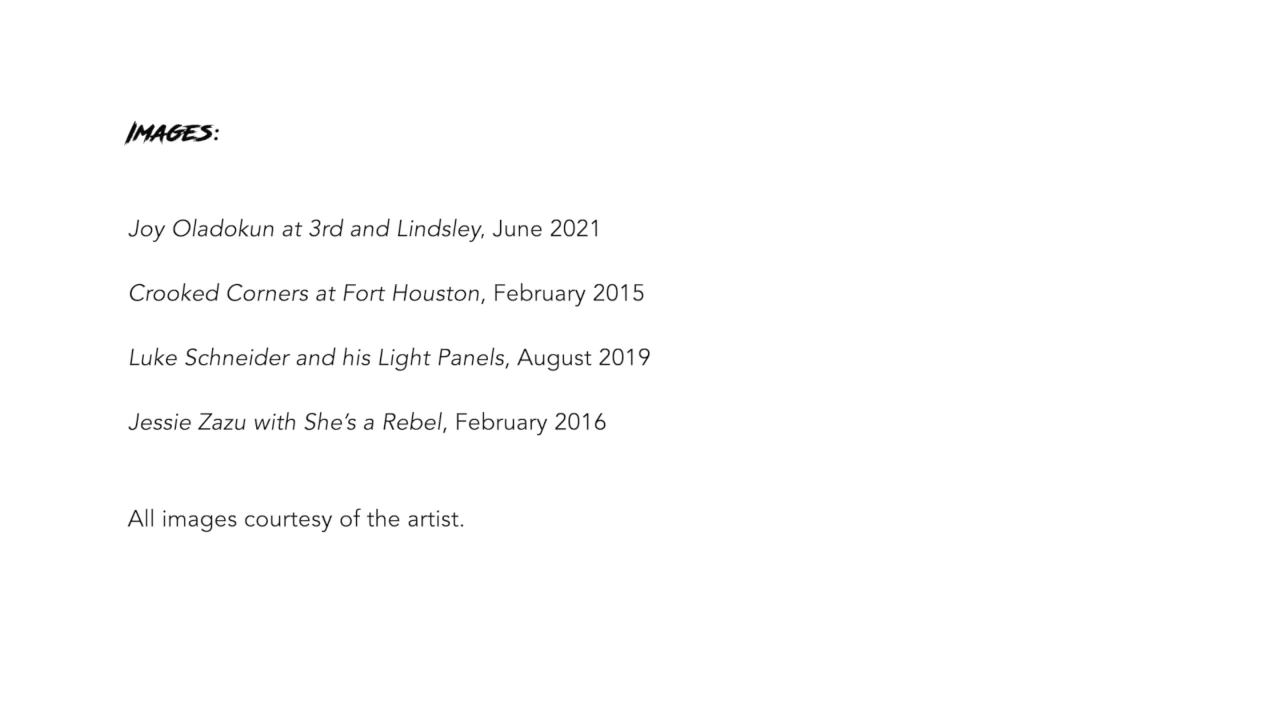 IMAGES:
Joy Oladokun at 3rd and Lindsley, June 2021
Crooked Corners at Fort Houston, February 2015
Luke Schneider and his Light Panels, August 2019
Jessie Zazu with She’s a Rebel, February 2016
All images courtesy of the artist.